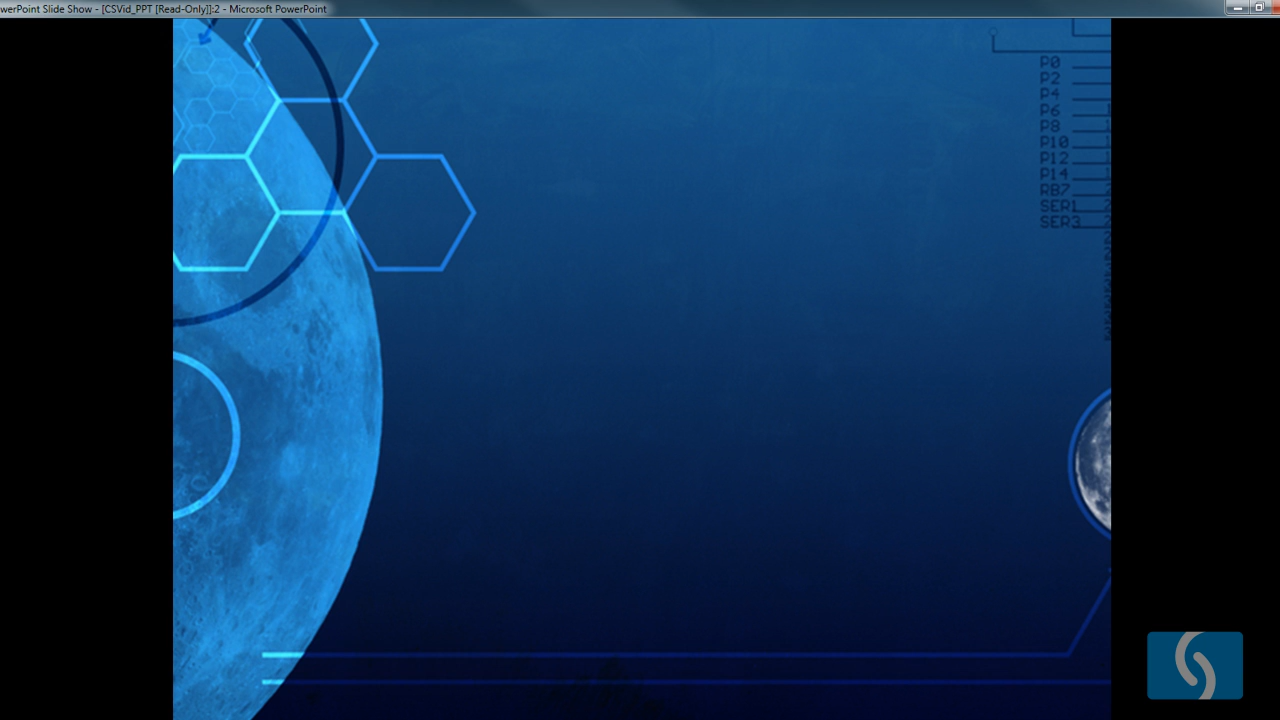 werPoint Slide Show - [CSVid_PPT [Read-Only]]:2 - Microsoft PowerPoint
P0
P2
P4
P6
P8
P10
P12
P14
RB7
SER1
SER3